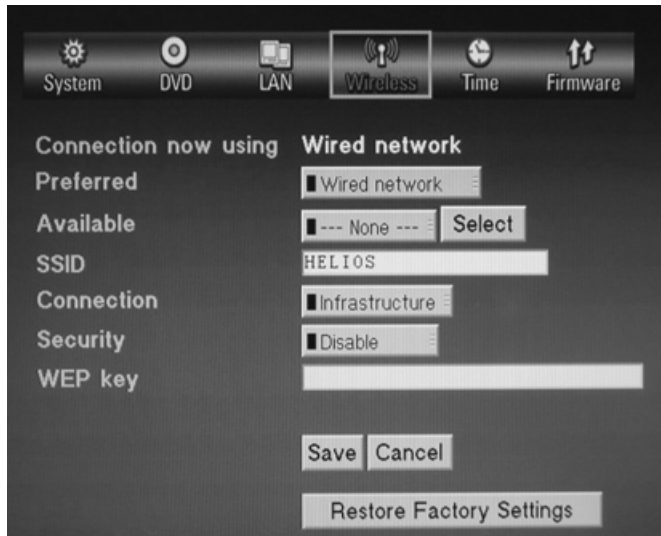 System DVD LAN Wireless Time Firmware
Connection now using Wired network
Preferred Wired network
Available --- None --- Select
SSID HELIOS
Connection Infrastructure
Security Disable
WEP key
Save Cancel
Restore Factory Settings